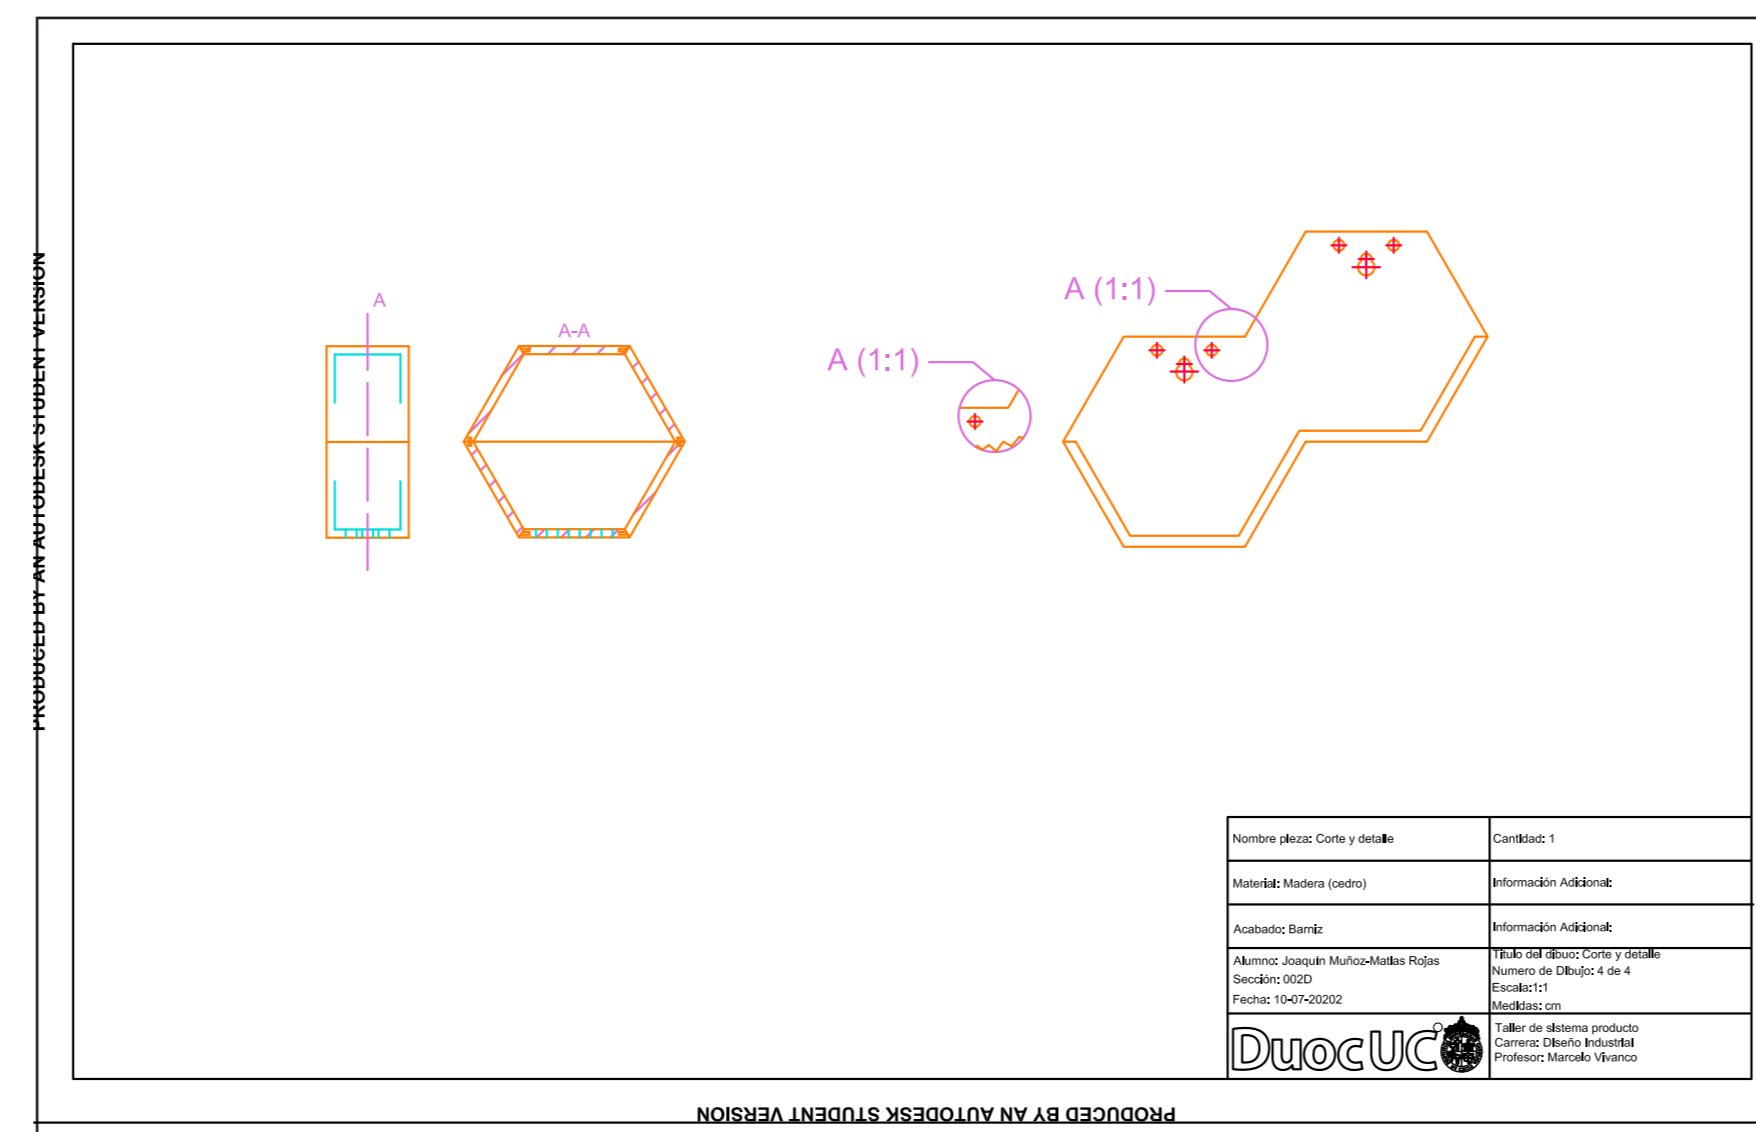 PRODUCED BY AN AUTODESK STUDENT VERSION
A
A-A
A (1:1)
A (1:1)
Nombre pieza: Corte y detalle
Cantidad: 1
Material: Madera (cedro)
Información Adicional:
Acabado: Barniz
Información Adicional:
Alumno: Joaquín Muñoz-Matías Rojas
Sección: 002D
Fecha: 10-07-20202
Título del dibuo: Corte y detalle
Numero de Dibujo: 4 de 4
Escala:1:1
Medidas: cm
DuocUC
Taller de sistema producto
Carrera: Diseño Industrial
Profesor: Marcelo Vivanco
PRODUCED BY AN AUTODESK STUDENT VERSION